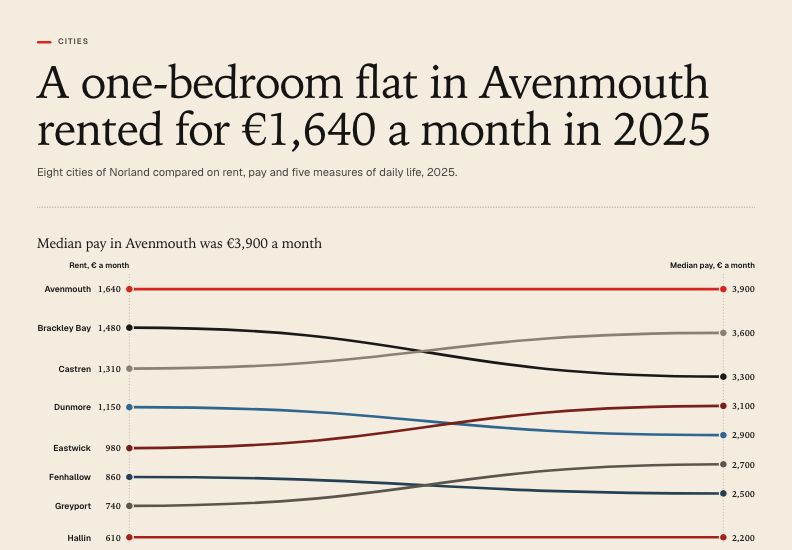 CITIES
A one-bedroom flat in Avenmouth
rented for €1,640 a month in 2025
Eight cities of Norland compared on rent, pay and five measures of daily life, 2025.
Median pay in Avenmouth was €3,900 a month
Rent, € a month Median pay, € a month
Avenmouth 1,640 3,900
Brackley Bay 1,480 3,600
Castren 1,310 3,300
Dunmore 1,150 3,100
Eastwick 980 2,900
Fenhallow 860 2,700
Greyport 740 2,500
Hallin 610 2,200